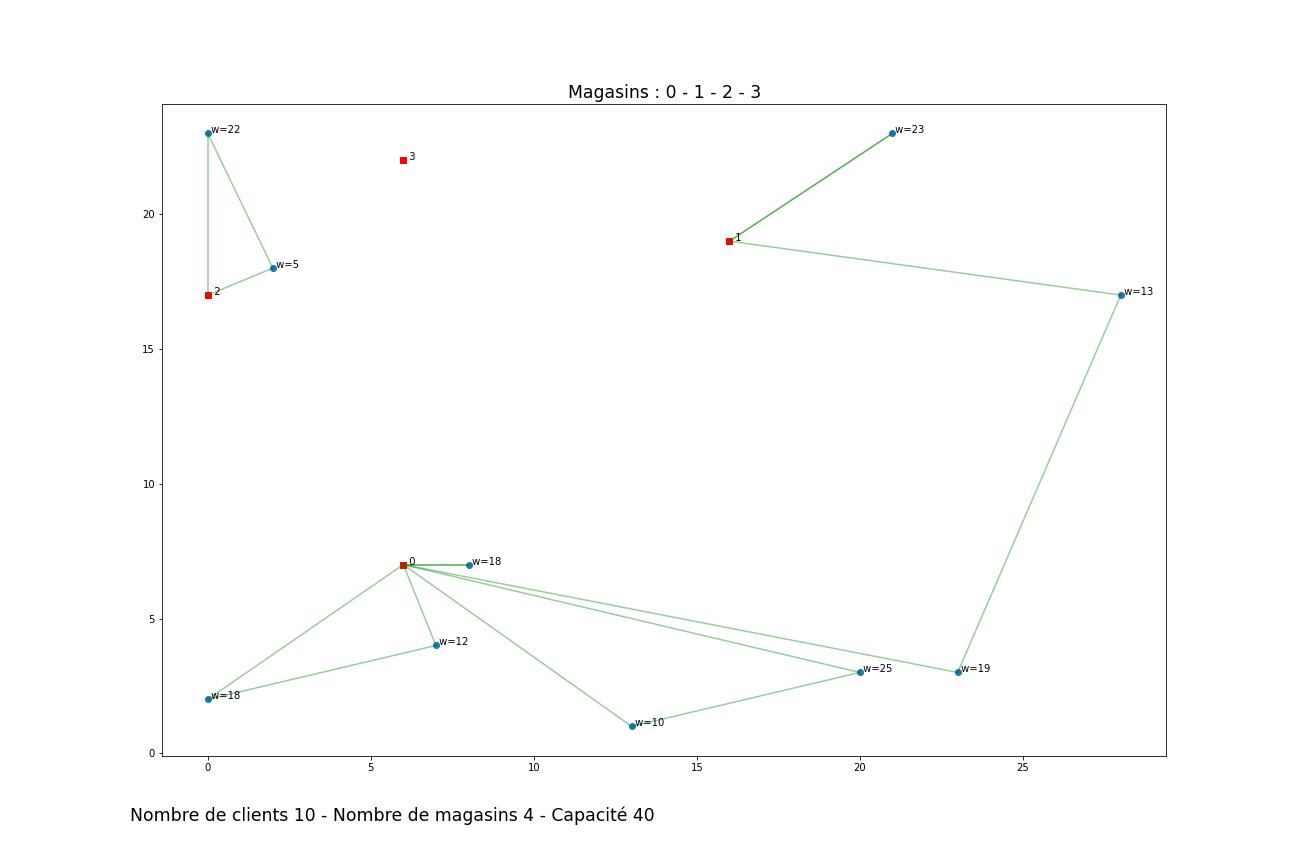 Magasins : 0 - 1 - 2 - 3
w=22
w=23
3
20
1
w=5
2
w=13
15
10
0
w=18
5
w=12
w=25
w=19
w=18
w=10
0
0
5
10
15
20
25
Nombre de clients 10 - Nombre de magasins 4 - Capacité 40